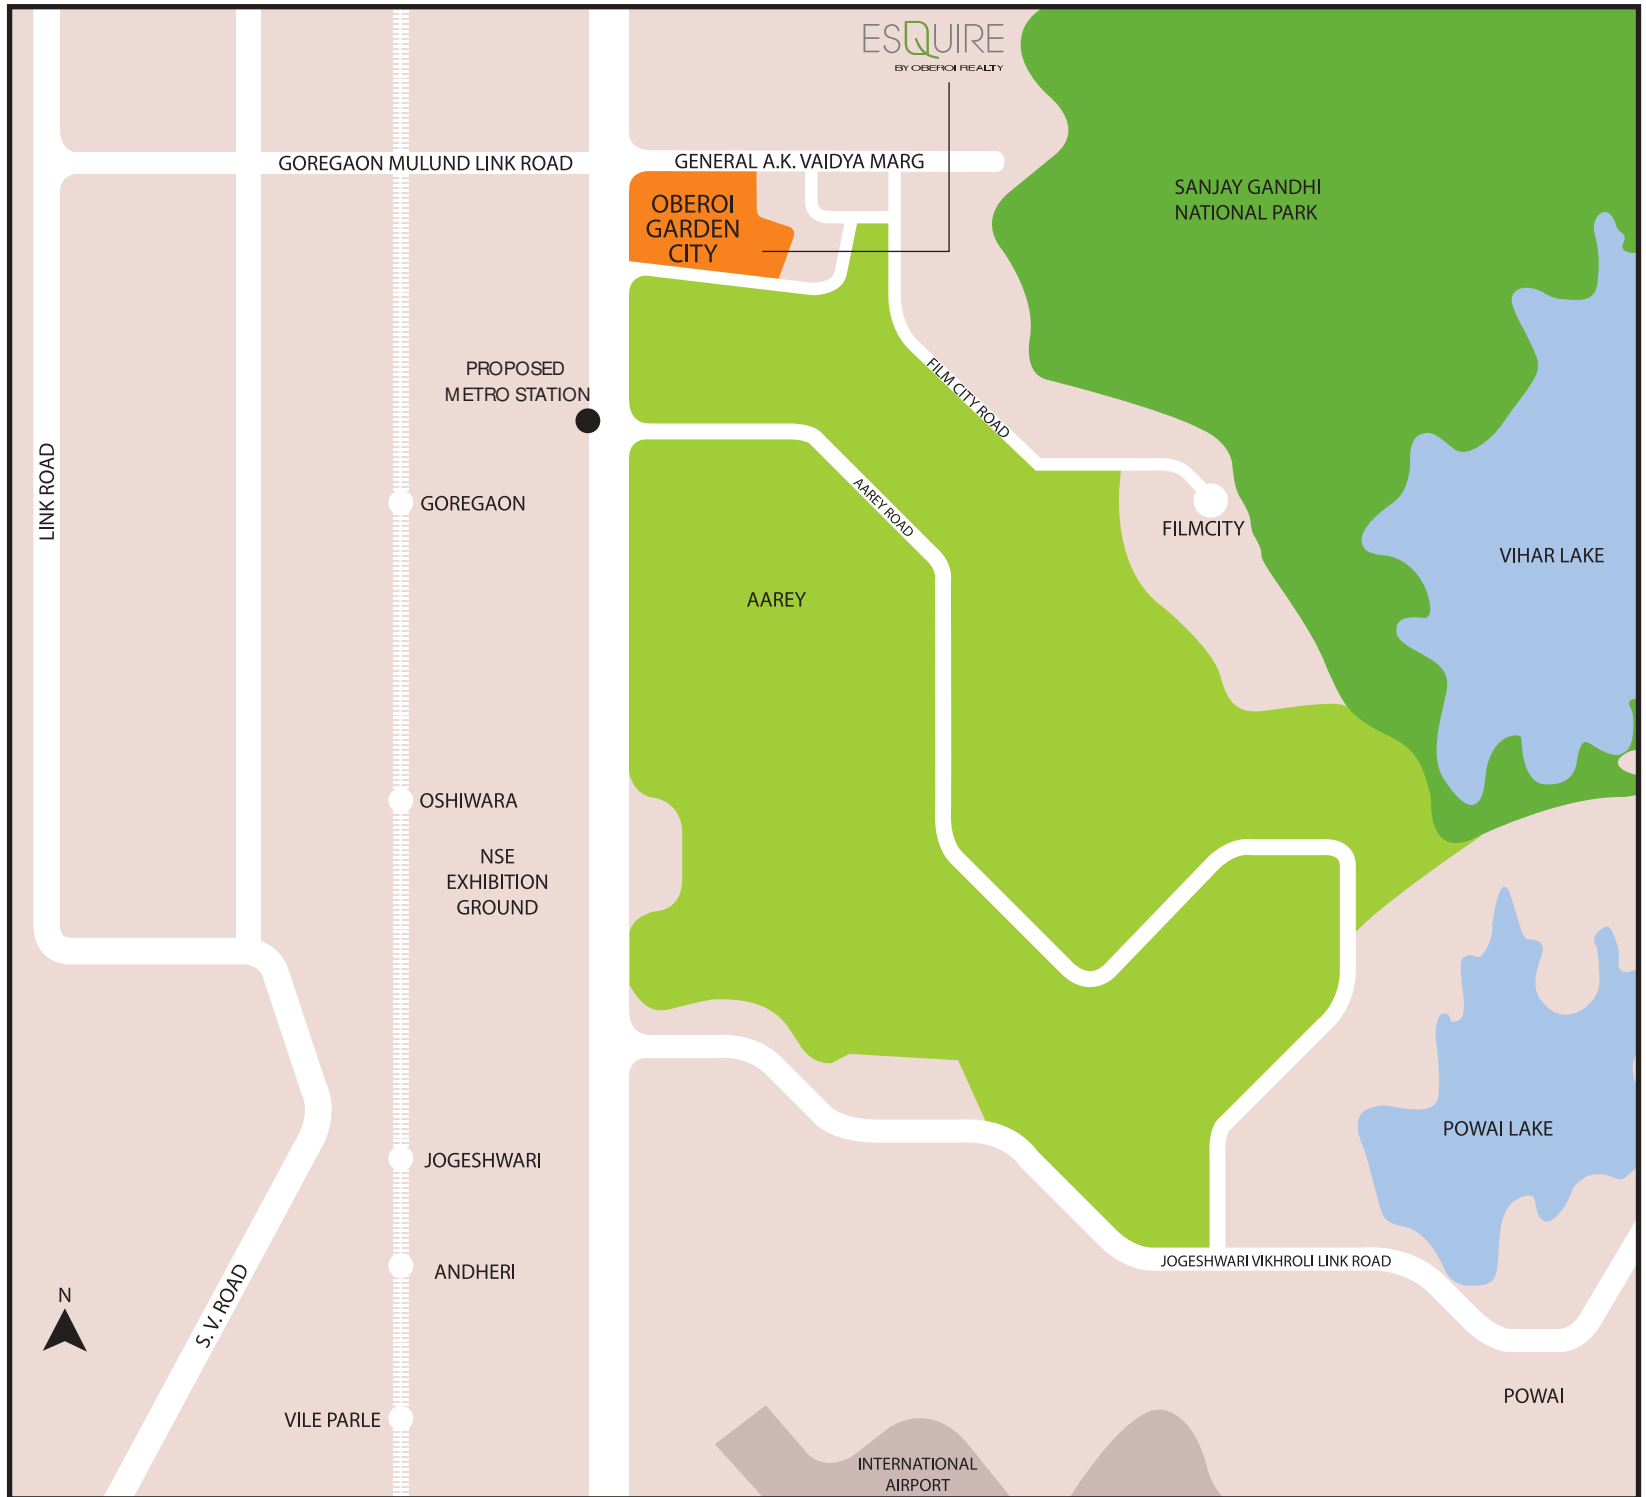 ESQUIRE
BY OBEROI REALTY
GOREGAON MULUND LINK ROAD
GENERAL A.K. VAIDYA MARG
OBEROI
GARDEN
CITY
SANJAY GANDHI
NATIONAL PARK
PROPOSED
METRO STATION
FILM CITY ROAD
LINK ROAD
GOREGAON
AAREY ROAD
FILMCITY
VIHAR LAKE
AAREY
OSHIWARA
NSE
EXHIBITION
GROUND
POWAI LAKE
JOGESHWARI
JOGESHWARI VIKHROLI LINK ROAD
ANDHERI
N
S. V. ROAD
POWAI
VILE PARLE
INTERNATIONAL
AIRPORT